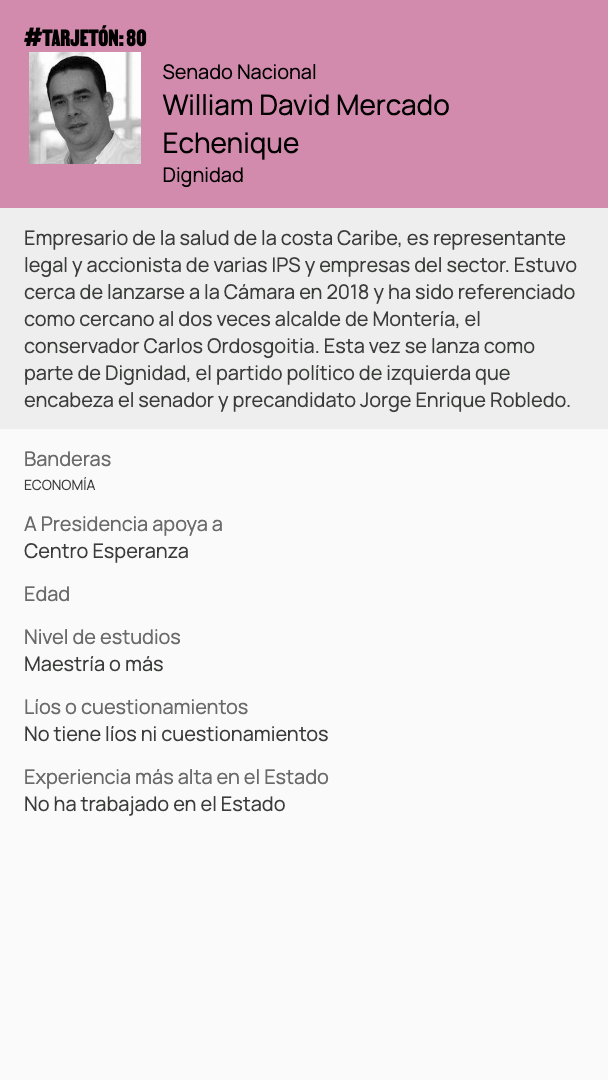 #TARJETÓN: 80
Senado Nacional
William David Mercado
Echenique
Dignidad
Empresario de la salud de la costa Caribe, es representante
legal y accionista de varias IPS y empresas del sector. Estuvo
cerca de lanzarse a la Cámara en 2018 y ha sido referenciado
como cercano al dos veces alcalde de Montería, el
conservador Carlos Ordosgoitia. Esta vez se lanza como
parte de Dignidad, el partido político de izquierda que
encabeza el senador y precandidato Jorge Enrique Robledo.
Banderas
ECONOMÍA
A Presidencia apoya a
Centro Esperanza
Edad
Nivel de estudios
Maestría o más
Líos o cuestionamientos
No tiene líos ni cuestionamientos
Experiencia más alta en el Estado
No ha trabajado en el Estado